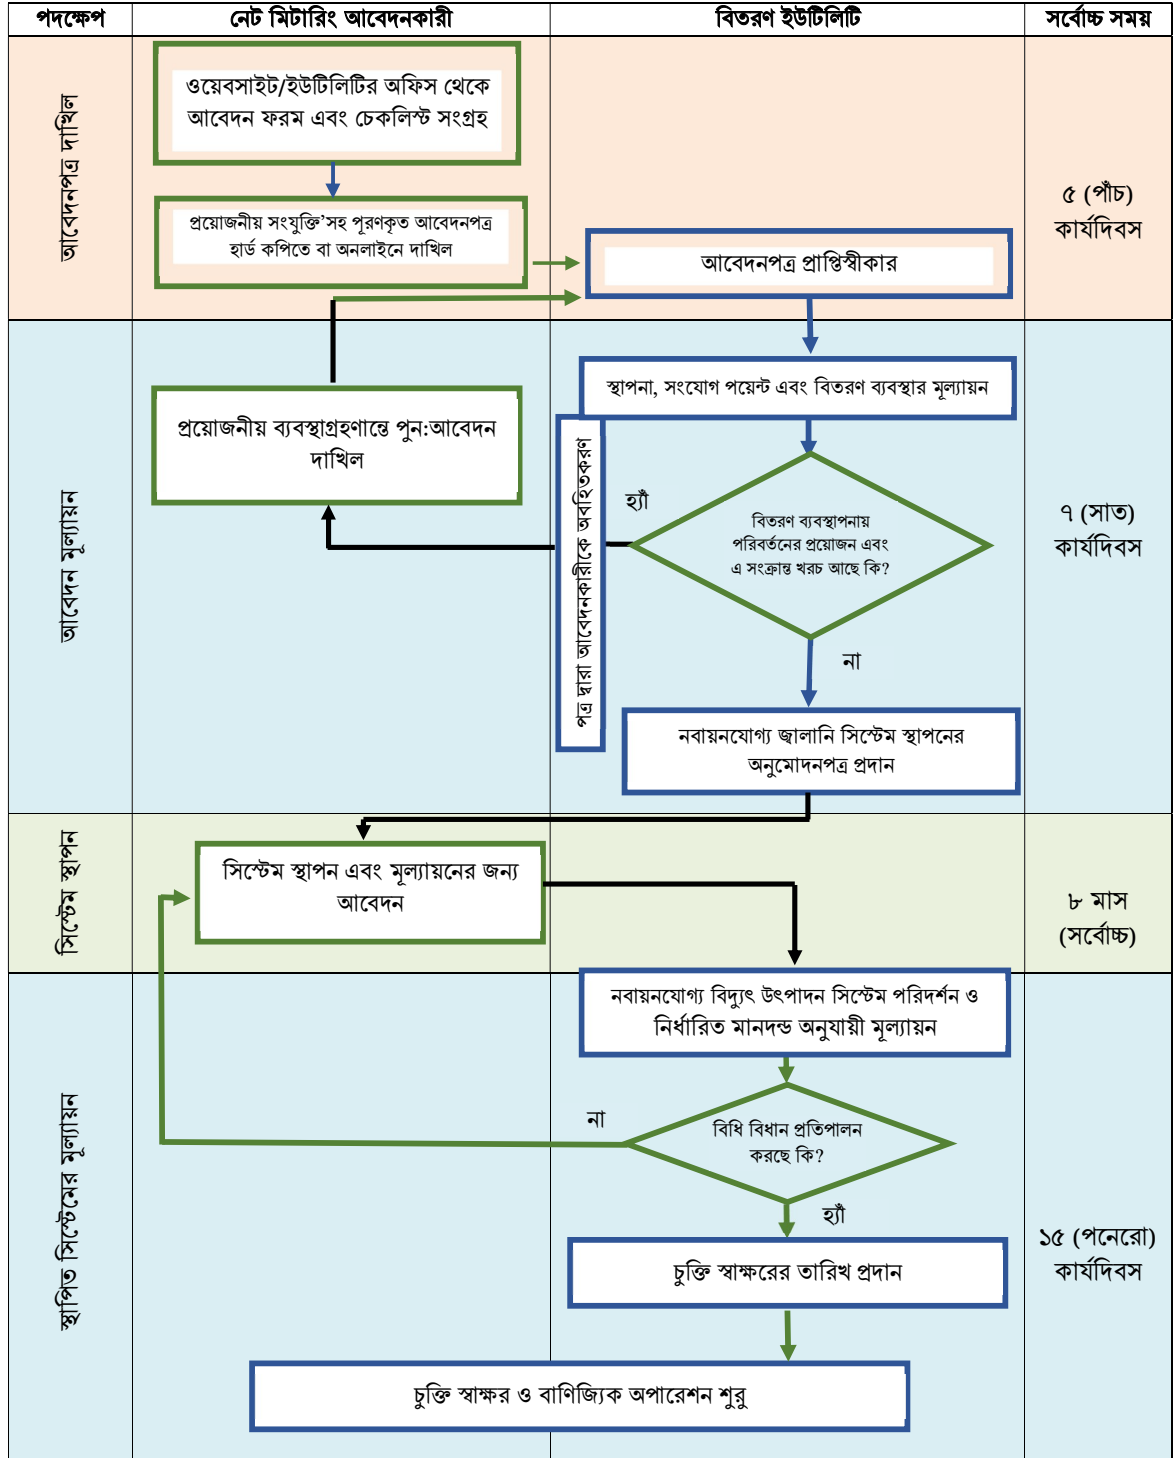 পদক্ষেপ
নেট মিটারিং আবেদনকারী
বিতরণ ইউটিলিটি
সর্বোচ্চ সময়
আবেদনপত্র দাখিল
ওয়েবসাইট/ইউটিলিটির অফিস থেকে
আবেদন ফরম এবং চেকলিস্ট সংগ্রহ
প্রয়োজনীয় সংযুক্তি’সহ পূরণকৃত আবেদনপত্র
হার্ড কপিতে বা অনলাইনে দাখিল
আবেদনপত্র প্রাপ্তিস্বীকার
৫ (পাঁচ)
কার্যদিবস
আবেদন মূল্যায়ন
স্থাপনা, সংযোগ পয়েন্ট এবং বিতরণ ব্যবস্থার মূল্যায়ন
প্রয়োজনীয় ব্যবস্থাগ্রহণান্তে পুন:আবেদন
দাখিল
পত্র দ্বারা আবেদনকারীকে অবহিতকরণ
হ্যাঁ
বিতরণ ব্যবস্থাপনায়
পরিবর্তনের প্রয়োজন এবং
এ সংক্রান্ত খরচ আছে কি?
না
নবায়নযোগ্য জ্বালানি সিস্টেম স্থাপনের
অনুমোদনপত্র প্রদান
৭ (সাত)
কার্যদিবস
সিস্টেম স্থাপন
সিস্টেম স্থাপন এবং মূল্যায়নের জন্য
আবেদন
৮ মাস
(সর্বোচ্চ)
স্থাপিত সিস্টেমের মূল্যায়ন
নবায়নযোগ্য বিদ্যুৎ উৎপাদন সিস্টেম পরিদর্শন ও
নির্ধারিত মানদন্ড অনুযায়ী মূল্যায়ন
না
বিধি বিধান প্রতিপালন
করছে কি?
হ্যাঁ
চুক্তি স্বাক্ষরের তারিখ প্রদান
চুক্তি স্বাক্ষর ও বাণিজ্যিক অপারেশন শুরু
১৫ (পনেরো)
কার্যদিবস